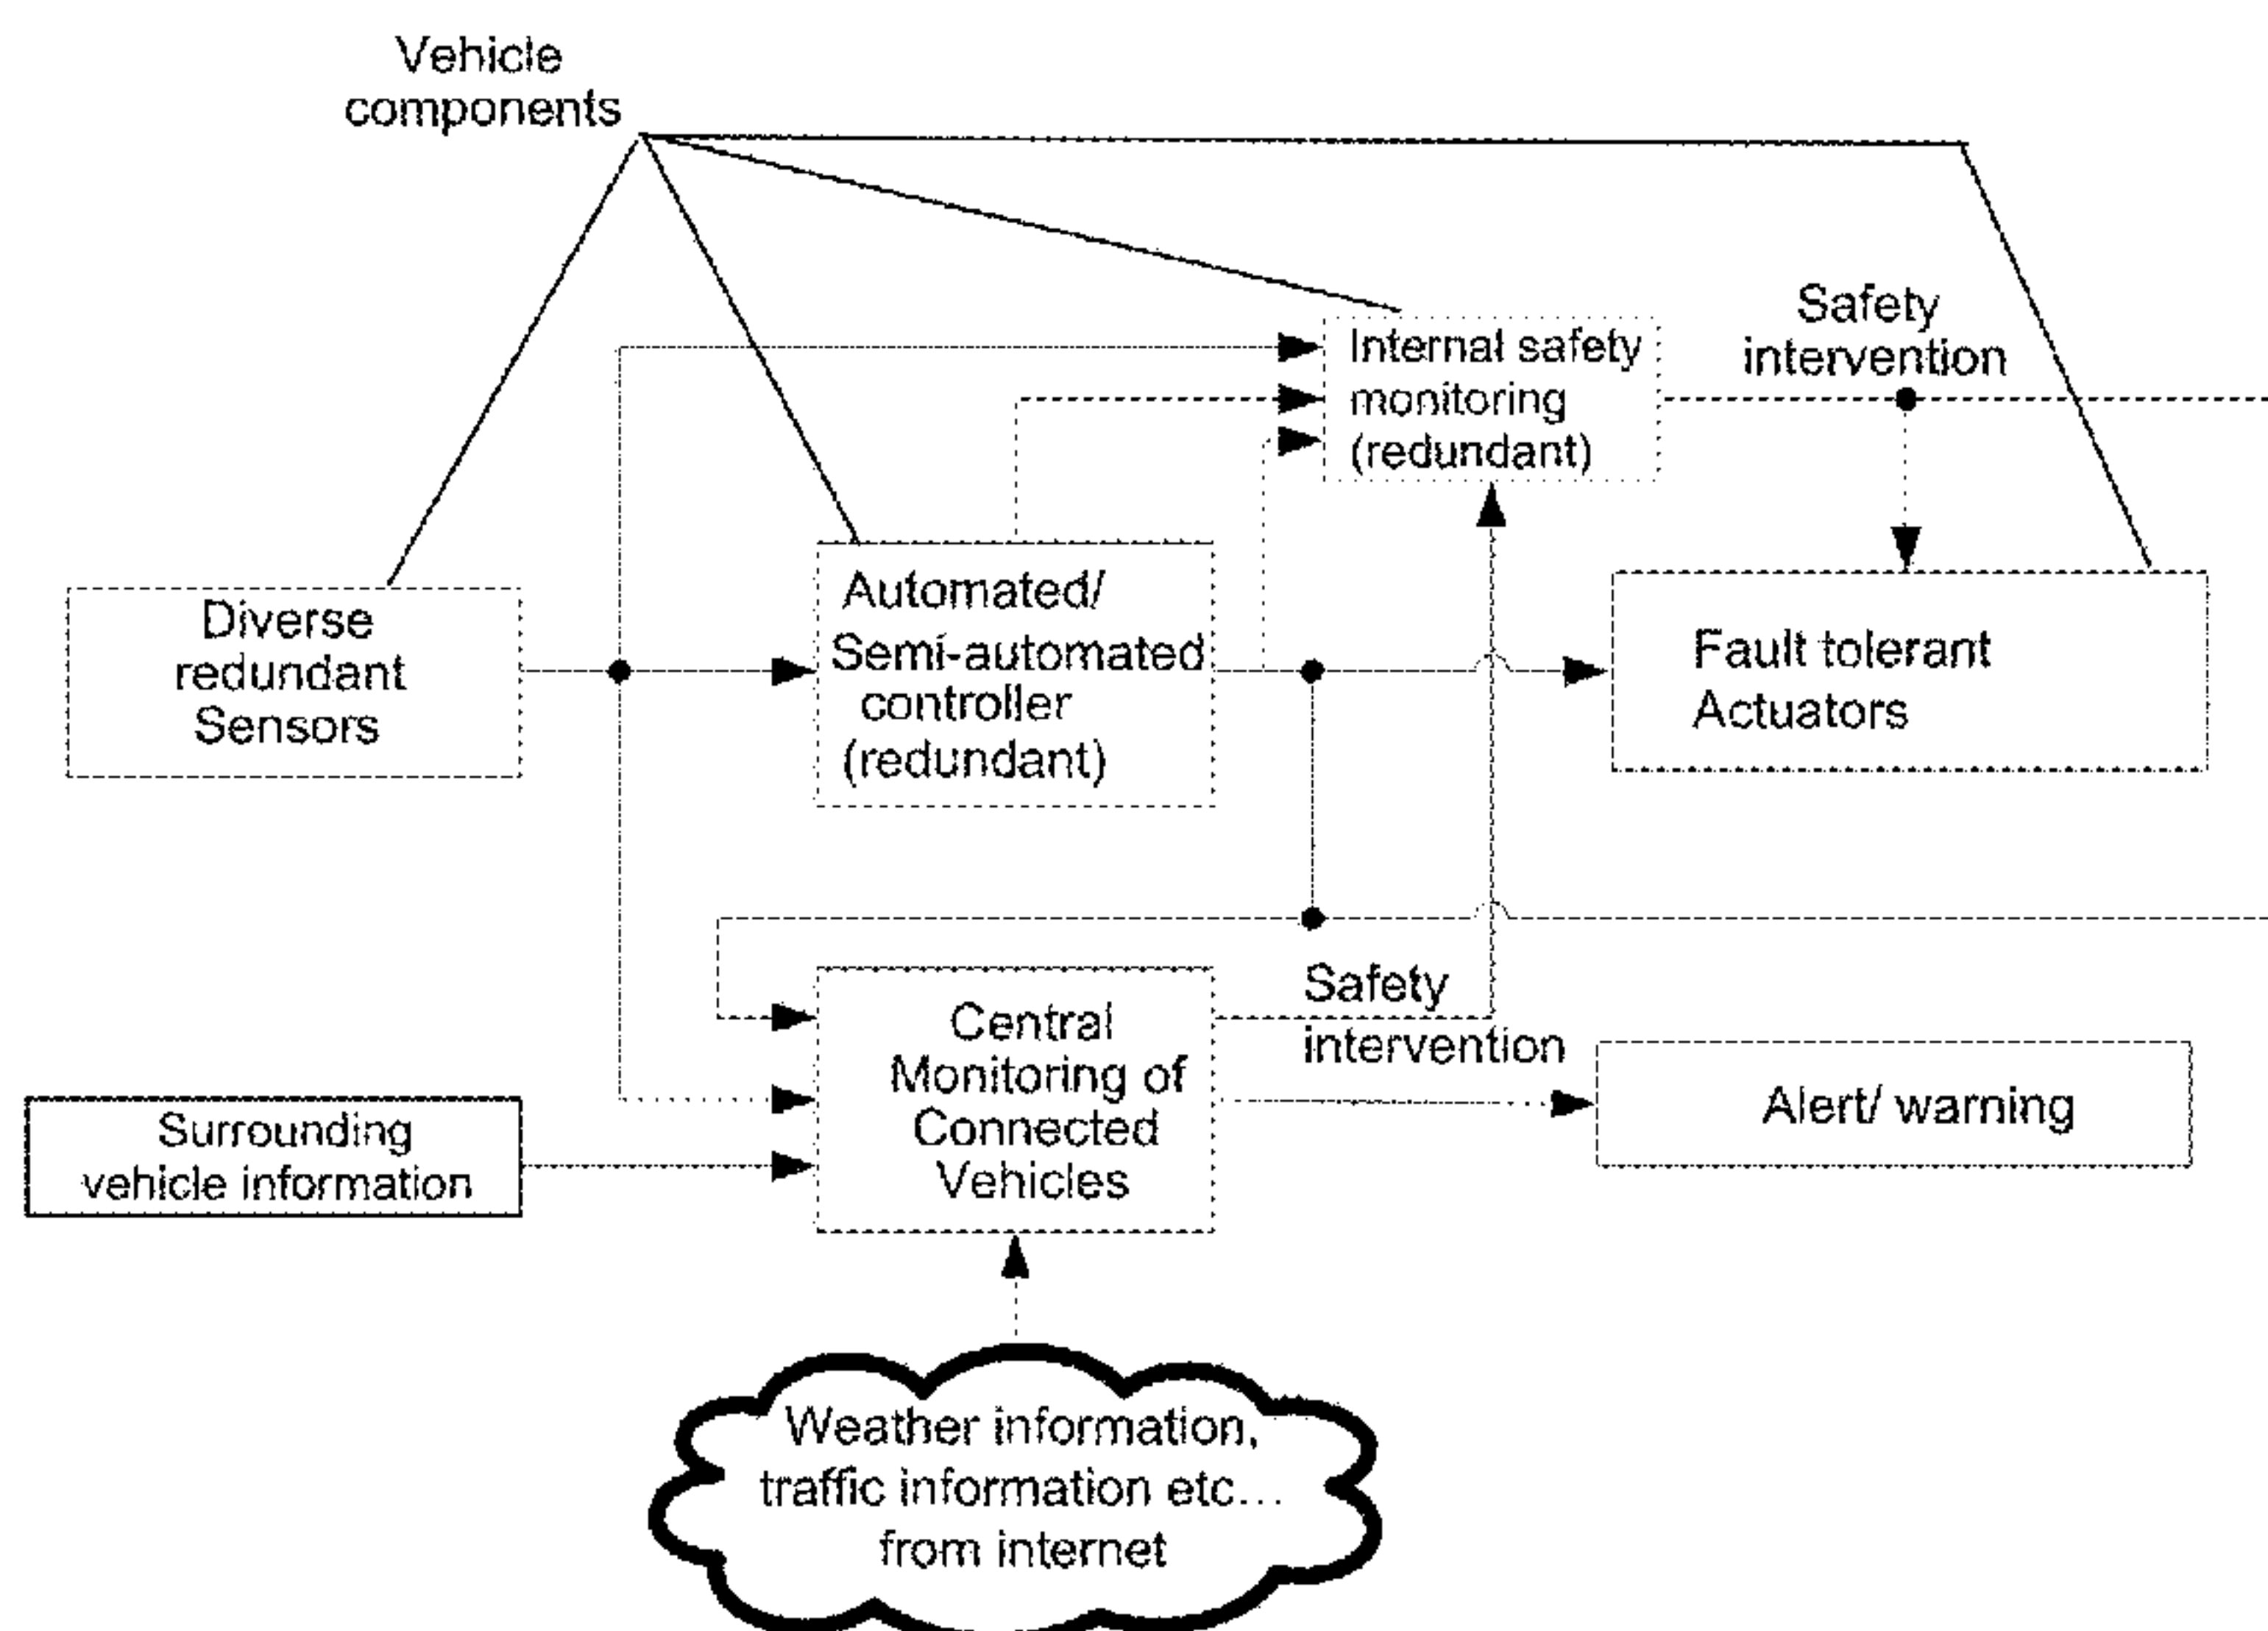 Vehicle
components
Safety
intervention
Internal safety
monitoring
(redundant)
Diverse
redundant
Sensors
Automated/
Semi-automated
controller
(redundant)
Fault tolerant
Actuators
Safety
intervention
Central
Monitoring of
Connected
Vehicles
Surrounding
vehicle information
Alert/ warning
Weather information,
traffic information etc...
from internet